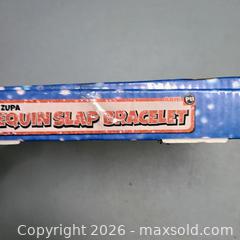 ZUPA
EQUIN SLAP BRACELET
Copyright 2026 - maxsold.com